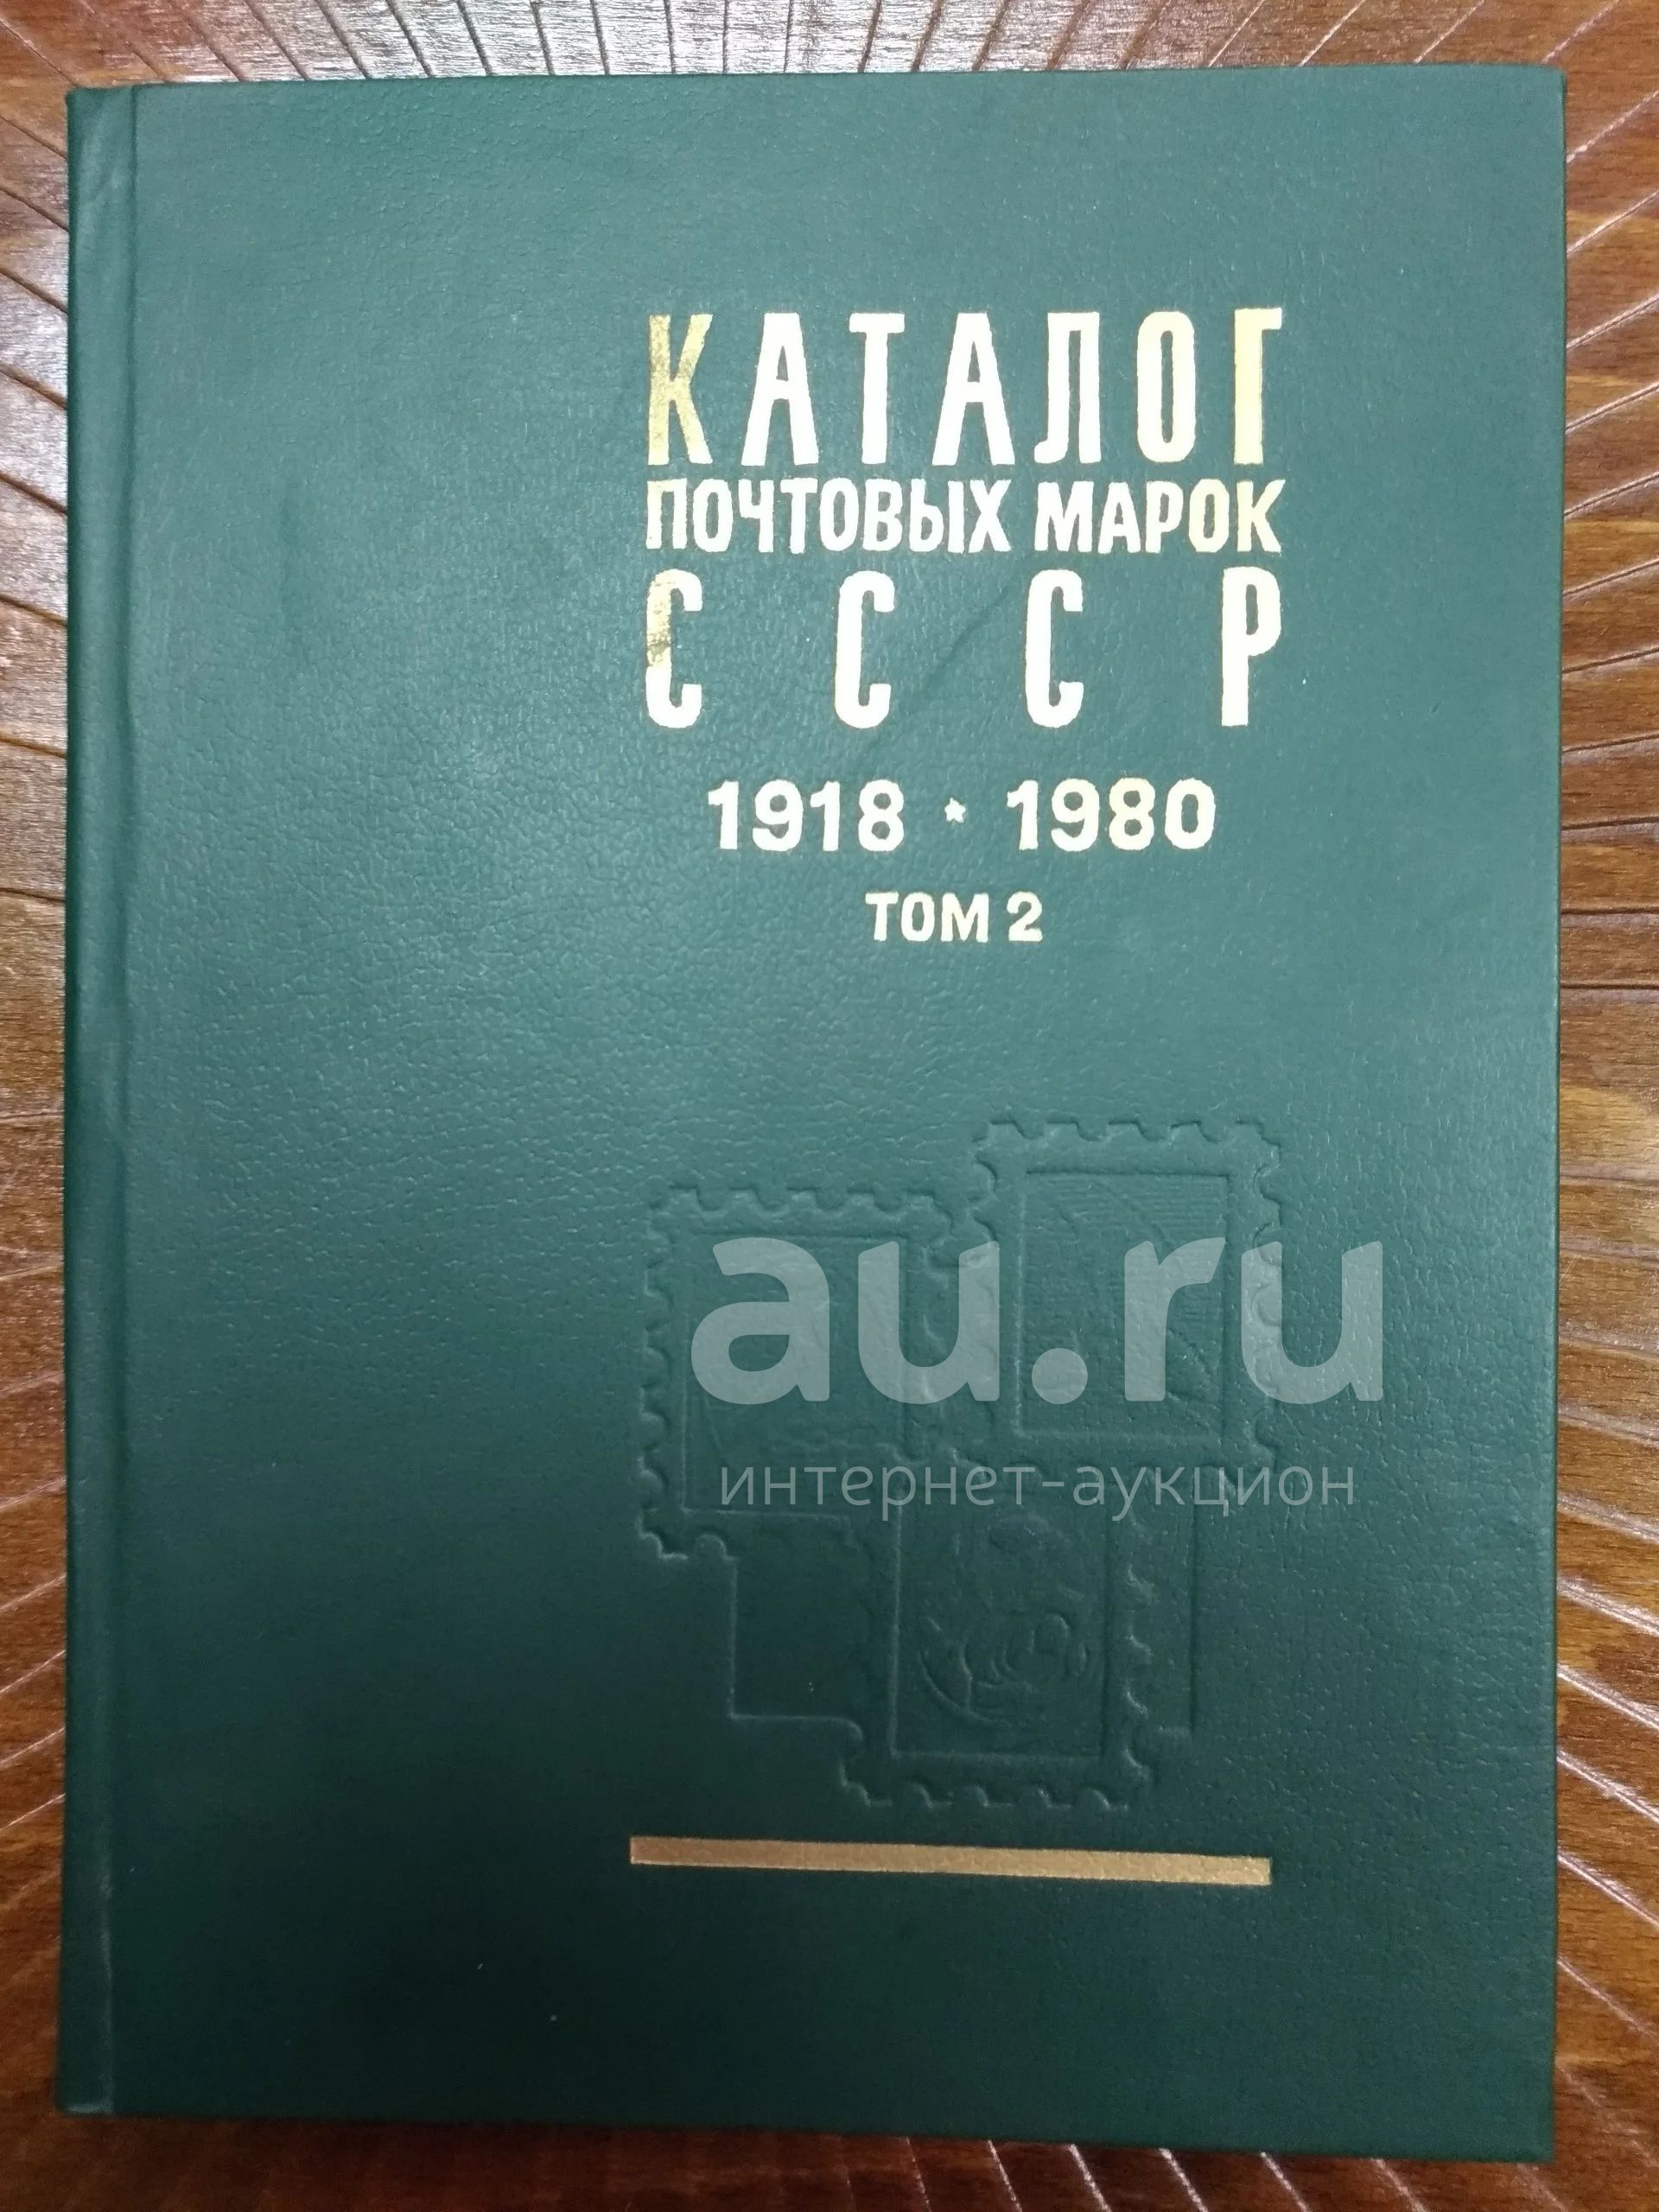 КАТАЛОГ
ПОЧТОВЫХ МАРОК
СССР
1918 * 1980
ТОМ 2
au.ru
интернет-аукцион